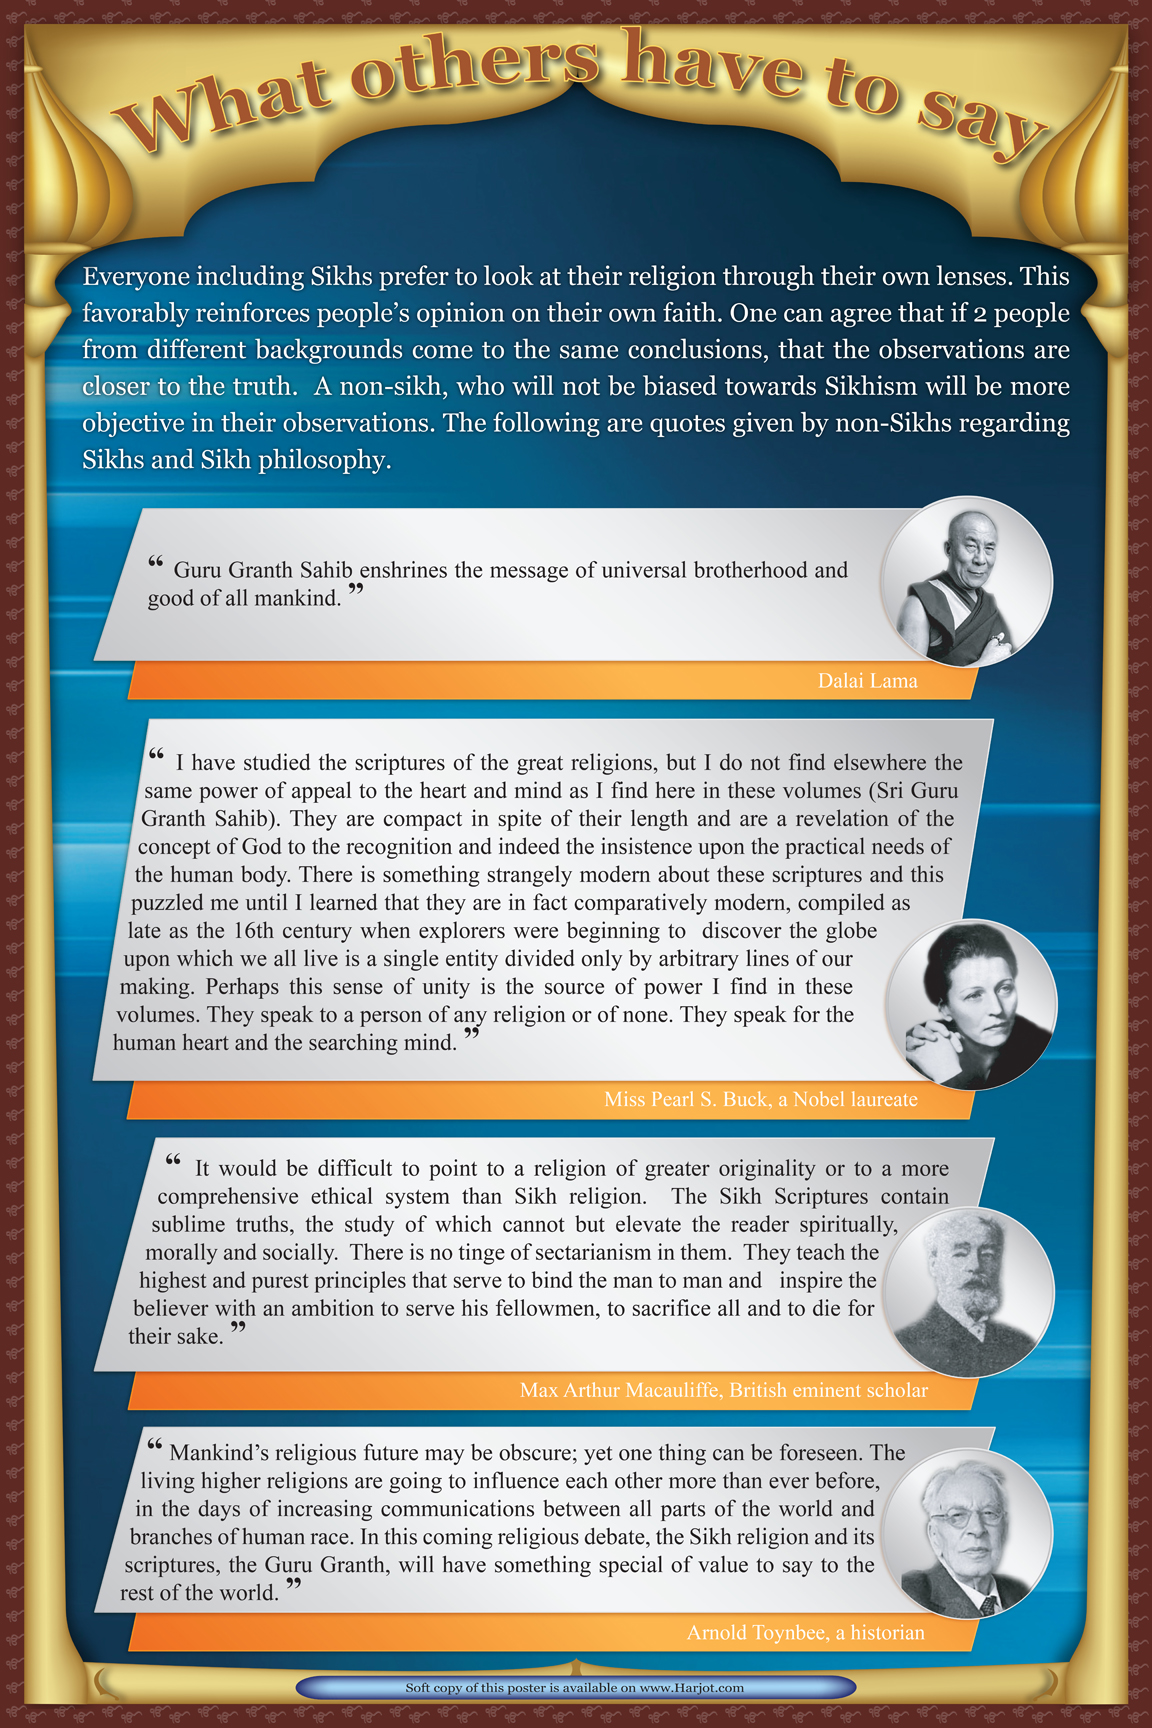 What others have to say
Everyone including Sikhs prefer to look at their religion through their own lenses. This
favorably reinforces people's opinion on their own faith. One can agree that if 2 people
from different backgrounds come to the same conclusions, that the observations are
closer to the truth.  A non-sikh, who will not be biased towards Sikhism will be more
objective in their observations. The following are quotes given by non-Sikhs regarding
Sikhs and Sikh philosophy.
“ Guru Granth Sahib enshrines the message of universal brotherhood and
good of all mankind. ”
Dalai Lama
“ I have studied the scriptures of the great religions, but I do not find elsewhere the
same power of appeal to the heart and mind as I find here in these volumes (Sri Guru
Granth Sahib). They are compact in spite of their length and are a revelation of the
concept of God to the recognition and indeed the insistence upon the practical needs of
the human body. There is something strangely modern about these scriptures and this
puzzled me until I learned that they are in fact comparatively modern, compiled as
late as the 16th century when explorers were beginning to  discover the globe
upon which we all live is a single entity divided only by arbitrary lines of our
making. Perhaps this sense of unity is the source of power I find in these
volumes. They speak to a person of any religion or of none. They speak for the
human heart and the searching mind. ”
Miss Pearl S. Buck, a Nobel laureate
“ It would be difficult to point to a religion of greater originality or to a more
comprehensive ethical system than Sikh religion.  The Sikh Scriptures contain
sublime truths, the study of which cannot but elevate the reader spiritually,
morally and socially.  There is no tinge of sectarianism in them.  They teach the
highest and purest principles that serve to bind the man to man and  inspire the
believer with an ambition to serve his fellowmen, to sacrifice all and to die for
their sake. ”
Max Arthur Macauliffe, British eminent scholar
“ Mankind's religious future may be obscure; yet one thing can be foreseen. The
living higher religions are going to influence each other more than ever before,
in the days of increasing communications between all parts of the world and
branches of human race. In this coming religious debate, the Sikh religion and its
scriptures, the Guru Granth, will have something special of value to say to the
rest of the world. ”
Arnold Toynbee, a historian
Soft copy of this poster is available on www.Harjot.com